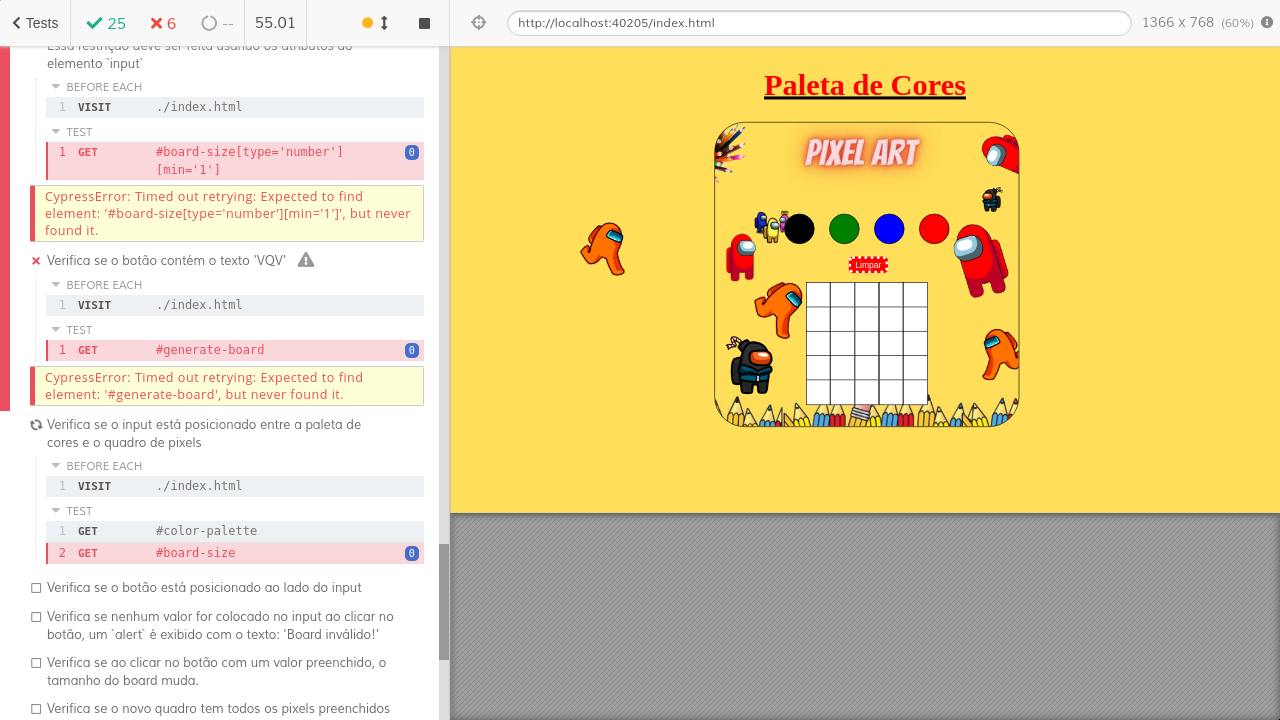 Tests
25
6
--
55.01
http://localhost:40205/index.html
1366 x 768 (60%)
Essa restrição deve ser feita usando os atributos do
elemento `input`
BEFORE EACH
1 VISIT ./index.html
TEST
1 GET #board-size[type='number']
[min='1'] 0
CypressError: Timed out retrying: Expected to find
element: '#board-size[type='number'][min='1']', but never
found it.
Verifica se o botão contém o texto 'VQV'
BEFORE EACH
1 VISIT ./index.html
TEST
1 GET #generate-board 0
CypressError: Timed out retrying: Expected to find
element: '#generate-board', but never found it.
Verifica se o input está posicionado entre a paleta de
cores e o quadro de pixels
BEFORE EACH
1 VISIT ./index.html
TEST
1 GET #color-palette
2 GET #board-size 0
Verifica se o botão está posicionado ao lado do input
Verifica se nenhum valor for colocado no input ao clicar no
botão, um `alert` é exibido com o texto: 'Board inválido!'
Verifica se ao clicar no botão com um valor preenchido, o
tamanho do board muda.
Verifica se o novo quadro tem todos os pixels preenchidos
Paleta de Cores
PIXEL ART
Limpar